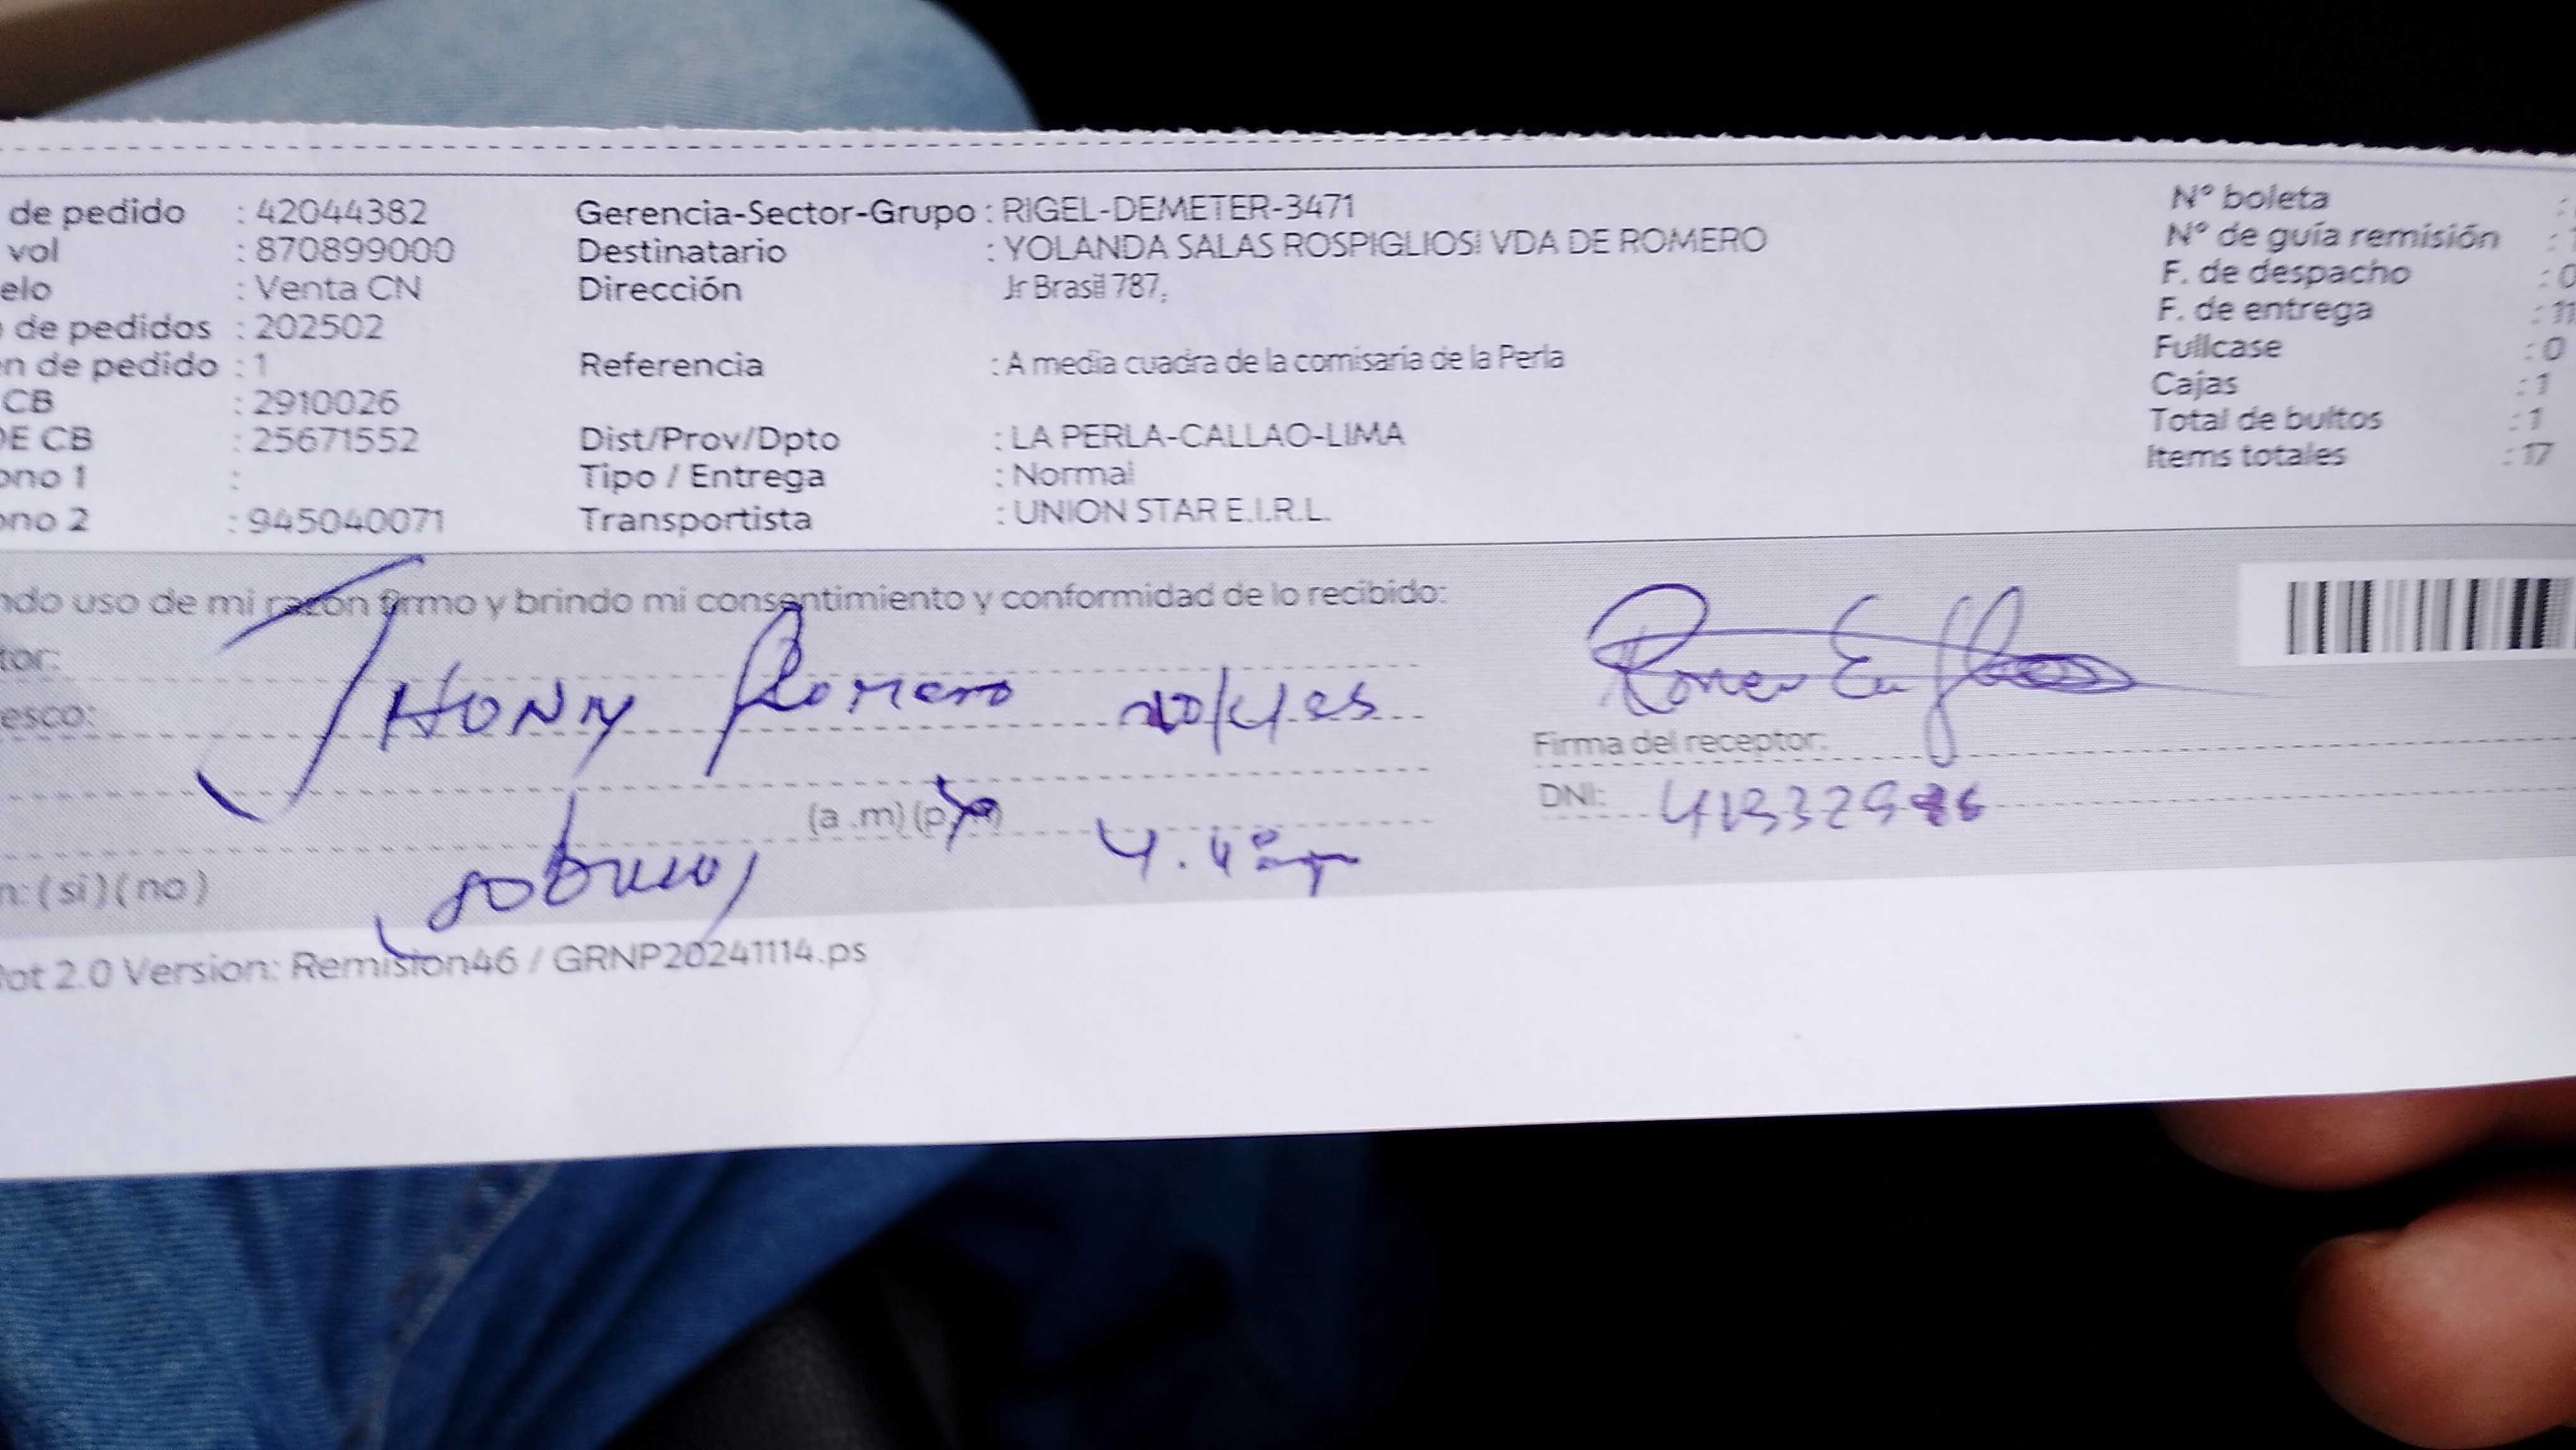 de pedido : 42044382 Gerencia-Sector-Grupo : RIGEL-DEMETER-3471 N° boleta :
vol : 870899000 Destinatario : YOLANDA SALAS ROSPIGLIOSI VDA DE ROMERO N° de guía remisión :
elo : Venta CN Dirección Jr Brasil 787, F. de despacho : 0
de pedidos : 202502 F. de entrega : 11
n de pedido : 1 Referencia : A media cuadra de la comisaría de la Perla Fullcase : 0
CB : 2910026 Cajas : 1
DE CB : 25671552 Dist/Prov/Dpto : LA PERLA-CALLAO-LIMA Total de bultos : 1
ono 1 : Tipo / Entrega : Normal Items totales : 17
ono 2 : 945040071 Transportista : UNION STAR E.I.R.L.
ndo uso de mi razón firmo y brindo mi consentimiento y conformidad de lo recibido:
tor:
esco: JHONY Romero
Firma del receptor:
(a .m) (p.m) DNI:
n: ( si ) ( no )
Dot 2.0 Version: Remision46 / GRNP20241114.ps